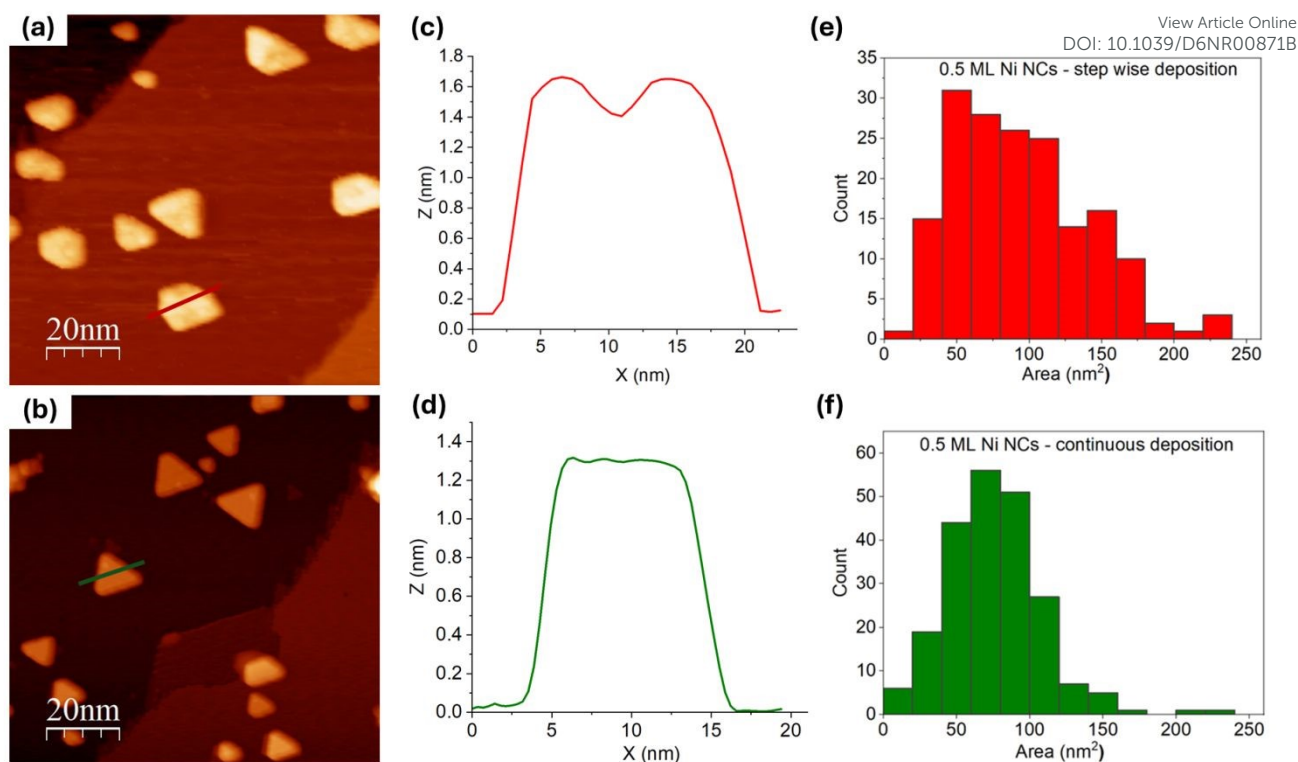 View Article Online
DOI: 10.1039/D6NR00871B
(a)
20nm
(c)
1.8
1.6
1.4
1.2
1.0
0.8
0.6
0.4
0.2
0.0
Z (nm)
0
5
10
15
20
X (nm)
(e)
0.5 ML Ni NCs - step wise deposition
35
30
25
20
15
10
5
0
Count
0
50
100
150
200
250
Area (nm²)
(b)
20nm
(d)
1.4
1.2
1.0
0.8
0.6
0.4
0.2
0.0
Z (nm)
0
5
10
15
20
X (nm)
(f)
0.5 ML Ni NCs - continuous deposition
60
50
40
30
20
10
0
Count
0
50
100
150
200
250
Area (nm²)